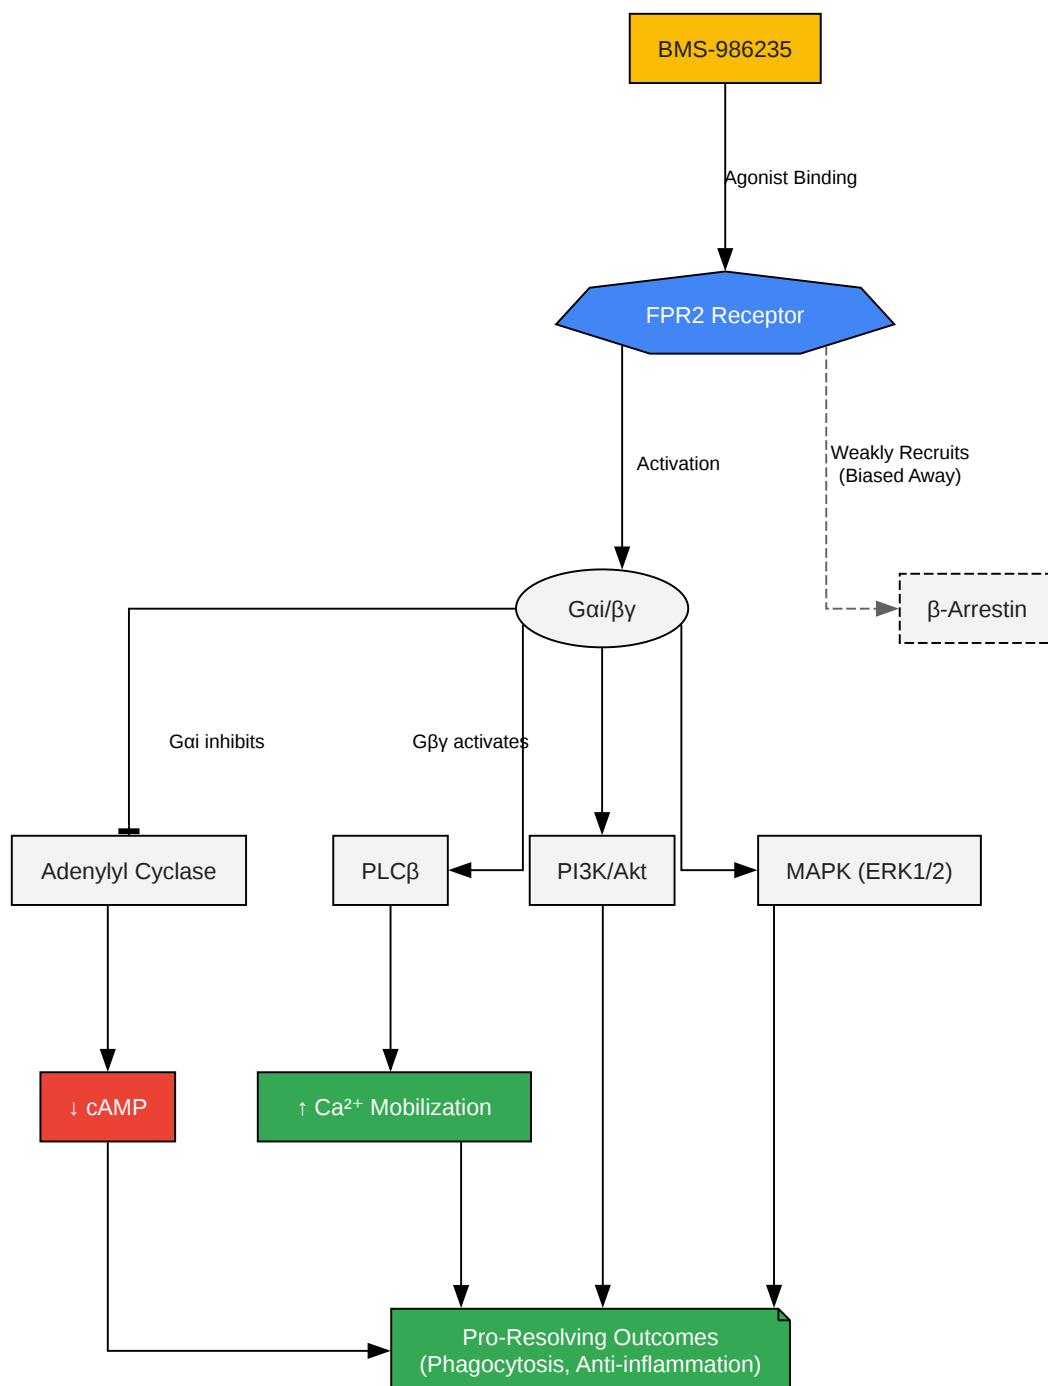 BMS-986235
Agonist Binding
FPR2 Receptor
Activation
Weakly Recruits
(Biased Away)
Gαi/βγ
β-Arrestin
Gαi inhibits
Gβγ activates
Adenylyl Cyclase
PLCβ
PI3K/Akt
MAPK (ERK1/2)
↓ cAMP
↑ Ca²⁺ Mobilization
Pro-Resolving Outcomes
(Phagocytosis, Anti-inflammation)